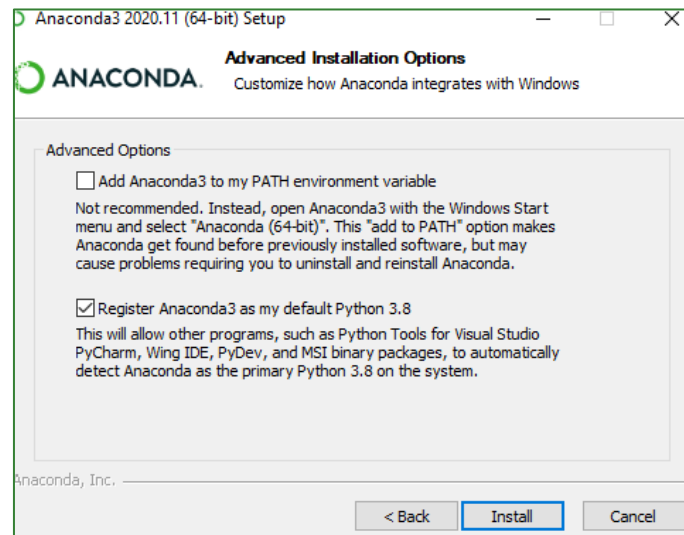 Anaconda3 2020.11 (64-bit) Setup
ANACONDA.
Advanced Installation Options
Customize how Anaconda integrates with Windows
Advanced Options
Add Anaconda3 to my PATH environment variable
Not recommended. Instead, open Anaconda3 with the Windows Start
menu and select "Anaconda (64-bit)". This "add to PATH" option makes
Anaconda get found before previously installed software, but may
cause problems requiring you to uninstall and reinstall Anaconda.
Register Anaconda3 as my default Python 3.8
This will allow other programs, such as Python Tools for Visual Studio
PyCharm, Wing IDE, PyDev, and MSI binary packages, to automatically
detect Anaconda as the primary Python 3.8 on the system.
Anaconda, Inc.
< Back Install Cancel